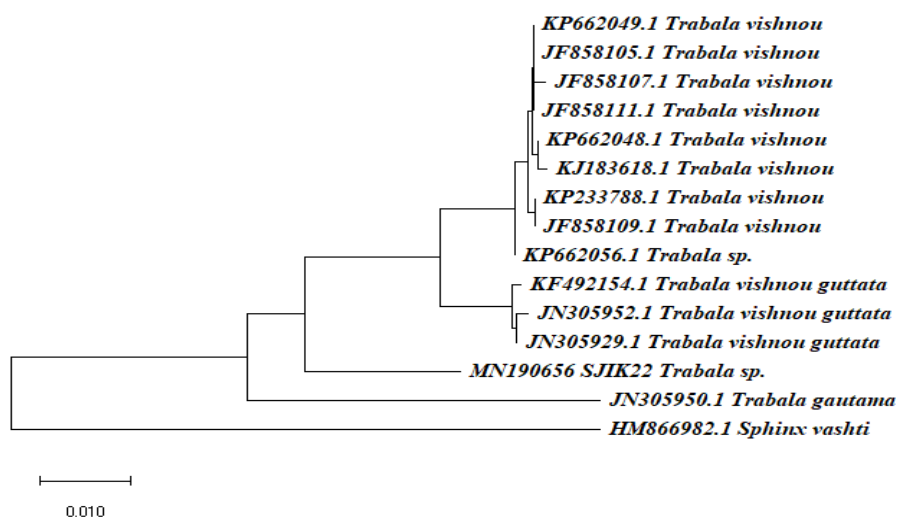 KP662049.1 Trabala vishnou
JF858105.1 Trabala vishnou
JF858107.1 Trabala vishnou
JF858111.1 Trabala vishnou
KP662048.1 Trabala vishnou
KJ183618.1 Trabala vishnou
KP233788.1 Trabala vishnou
JF858109.1 Trabala vishnou
KP662056.1 Trabala sp.
KF492154.1 Trabala vishnou guttata
JN305952.1 Trabala vishnou guttata
JN305929.1 Trabala vishnou guttata
MN190656 SJIK22 Trabala sp.
JN305950.1 Trabala gautama
HM866982.1 Sphinx vashti
0.010